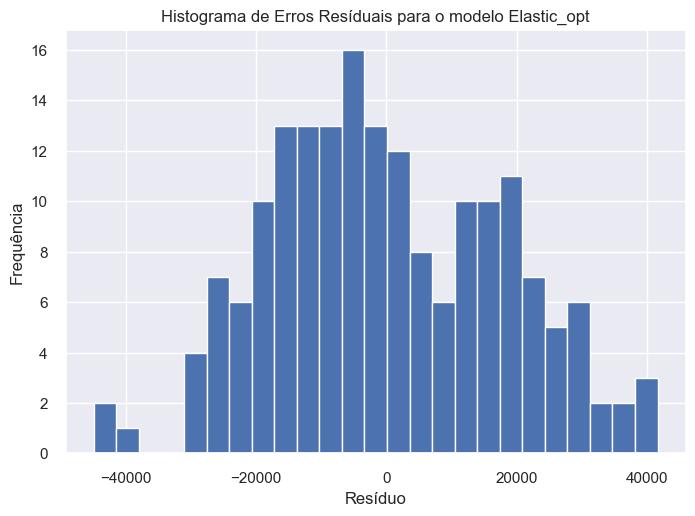 Histograma de Erros Resíduais para o modelo Elastic_opt
16
14
12
10
8
6
4
2
0
Frequência
−40000 −20000 0 20000 40000
Resíduo